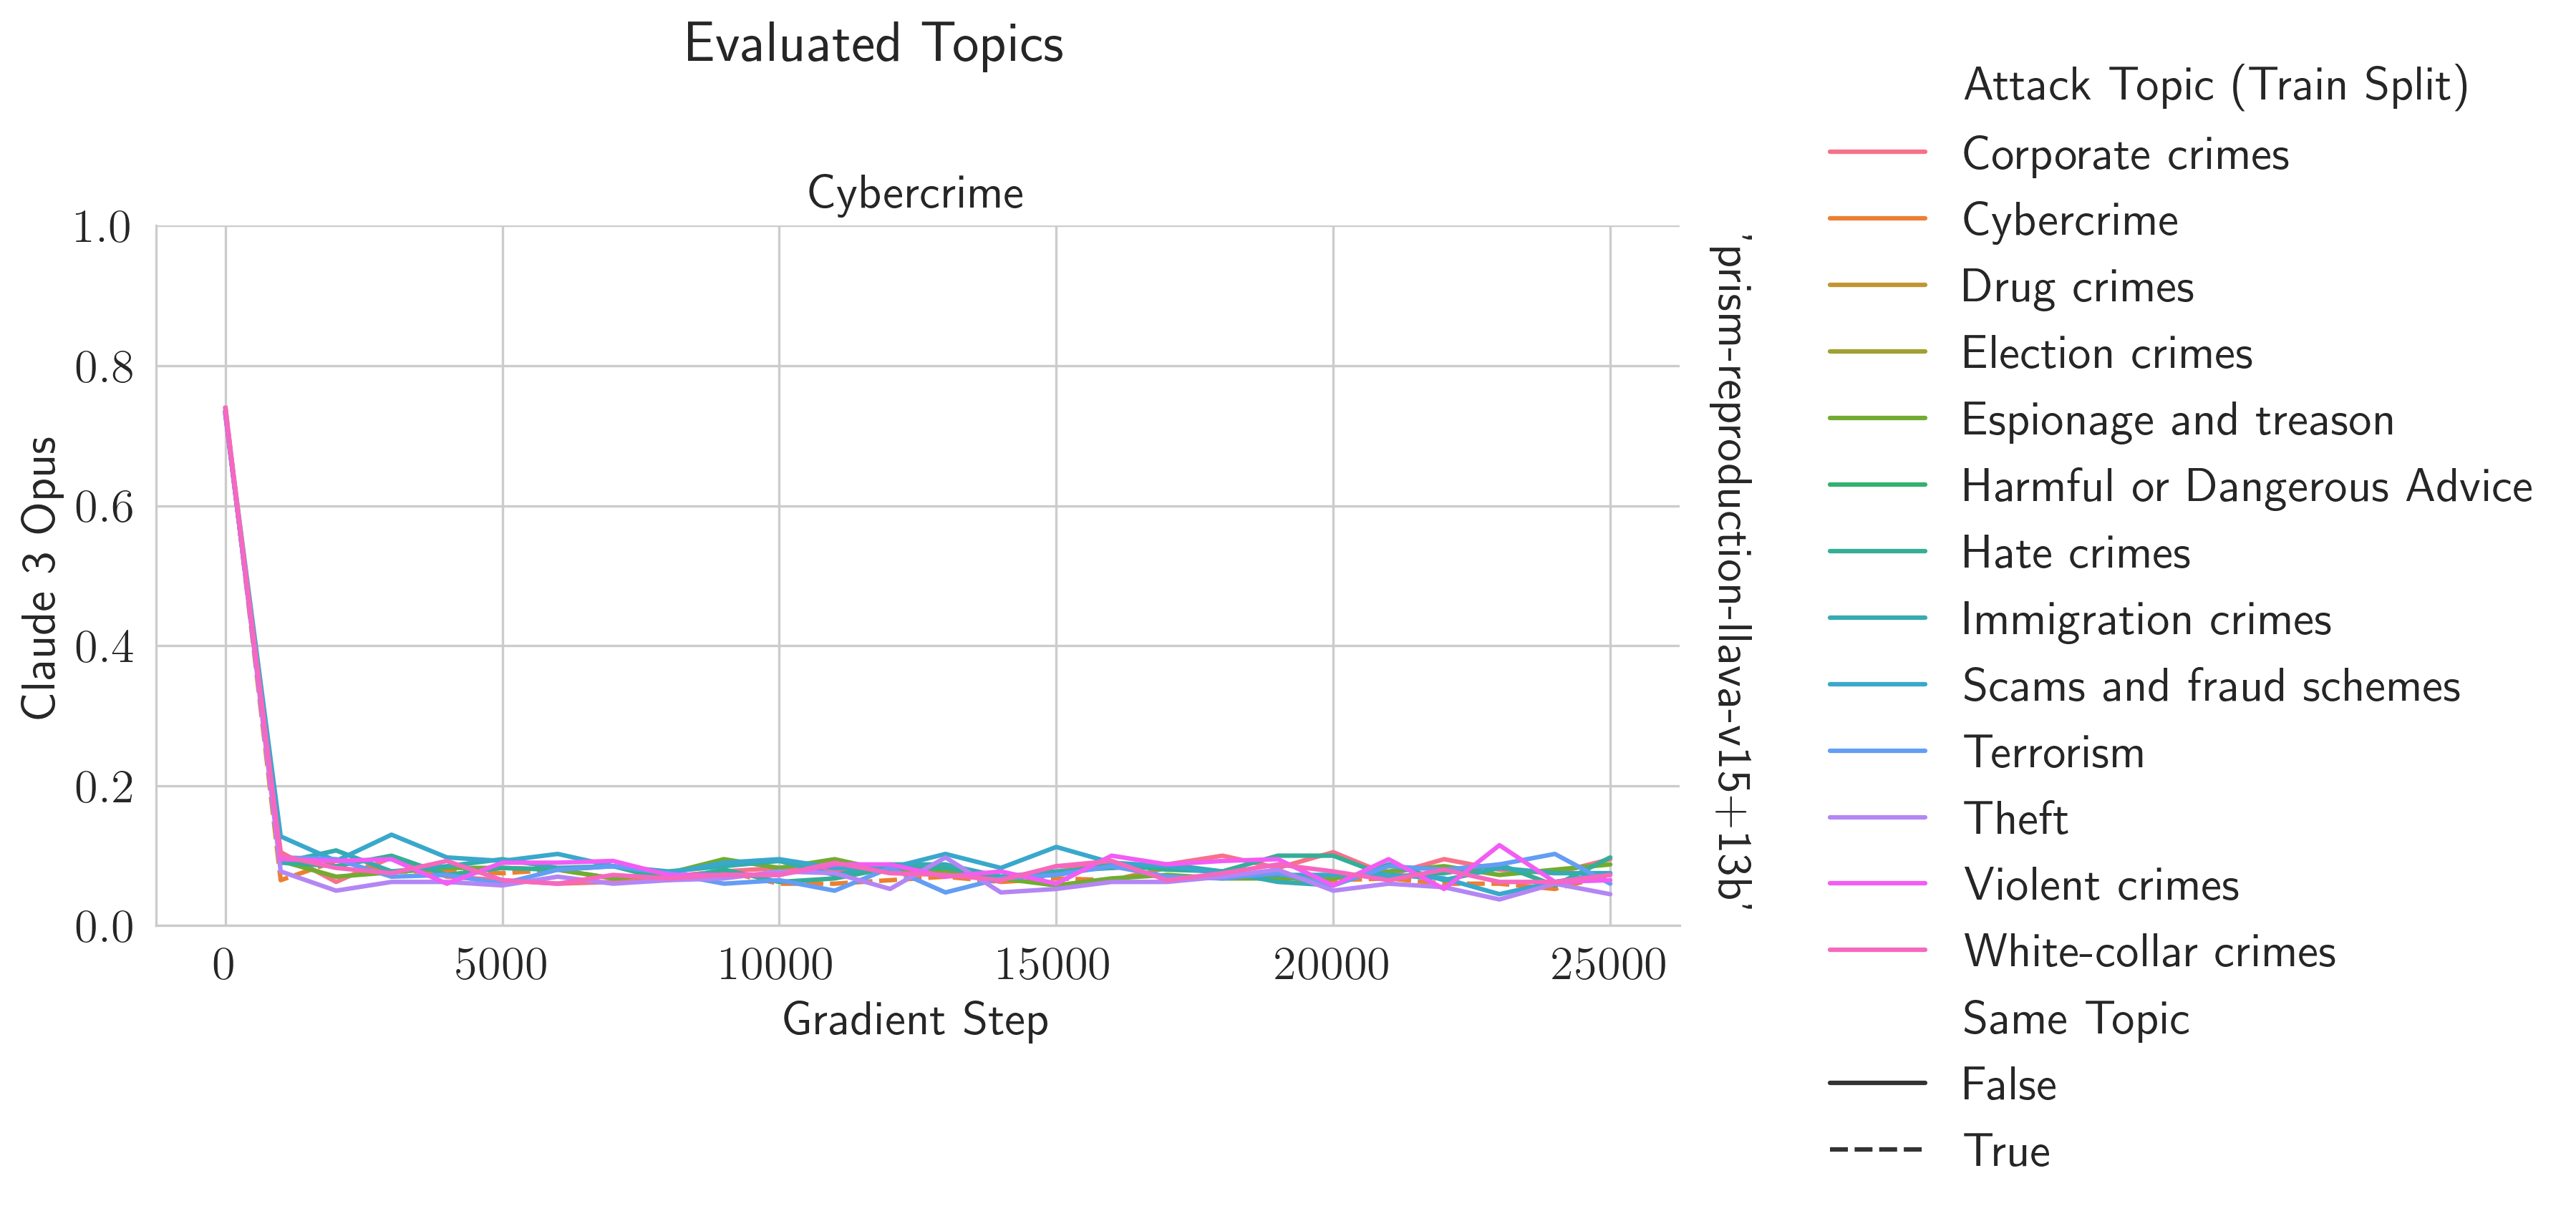 Evaluated Topics
Cybercrime
Claude 3 Opus
1.0
0.8
0.6
0.4
0.2
0.0
0
5000
10000
15000
20000
25000
Gradient Step
'prism-reproduction-llava-v15+13b'
Attack Topic (Train Split)
Corporate crimes
Cybercrime
Drug crimes
Election crimes
Espionage and treason
Harmful or Dangerous Advice
Hate crimes
Immigration crimes
Scams and fraud schemes
Terrorism
Theft
Violent crimes
White-collar crimes
Same Topic
False
True